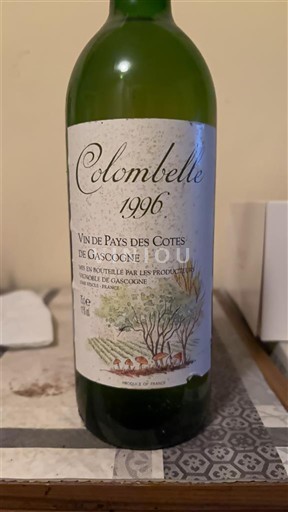 Colombelle
1996
VIN DE PAYS DES COTES
DE GASCOGNE
MIS EN BOUTEILLE PAR LES PRODUCTEURS
VIGNOBLE DE GASCOGNE
FRANCE
PRODUCE OF FRANCE